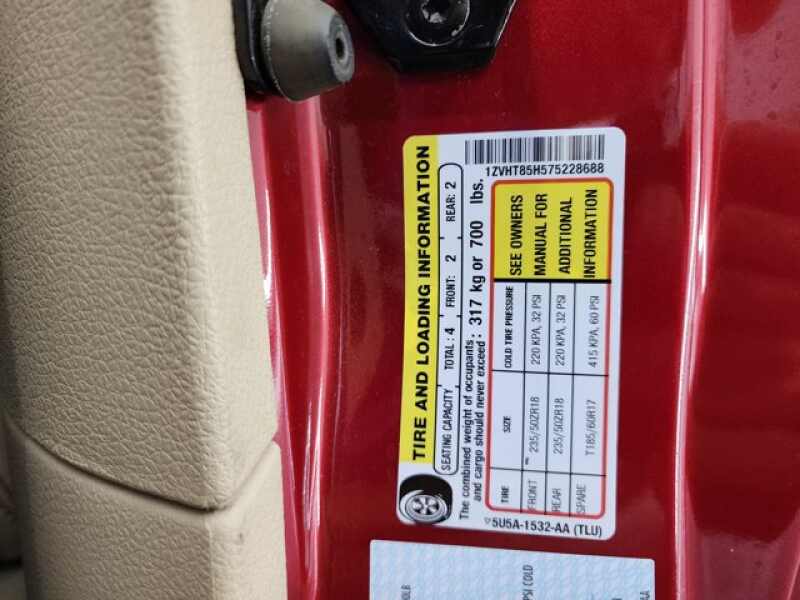 1ZVHT85H575228688
TIRE AND LOADING INFORMATION
SEATING CAPACITY TOTAL : 4 FRONT: 2 REAR: 2
The combined weight of occupants
and cargo should never exceed : 317 kg or 700 lbs.
TIRE SIZE COLD TIRE PRESSURE SEE OWNERS
FRONT 235/50ZR18 220 KPA, 32 PSI MANUAL FOR
REAR 235/50ZR18 220 KPA, 32 PSI ADDITIONAL
SPARE T185/60R17 415 KPA, 60 PSI INFORMATION
5U5A-1532-AA (TLU)
PSI COLD